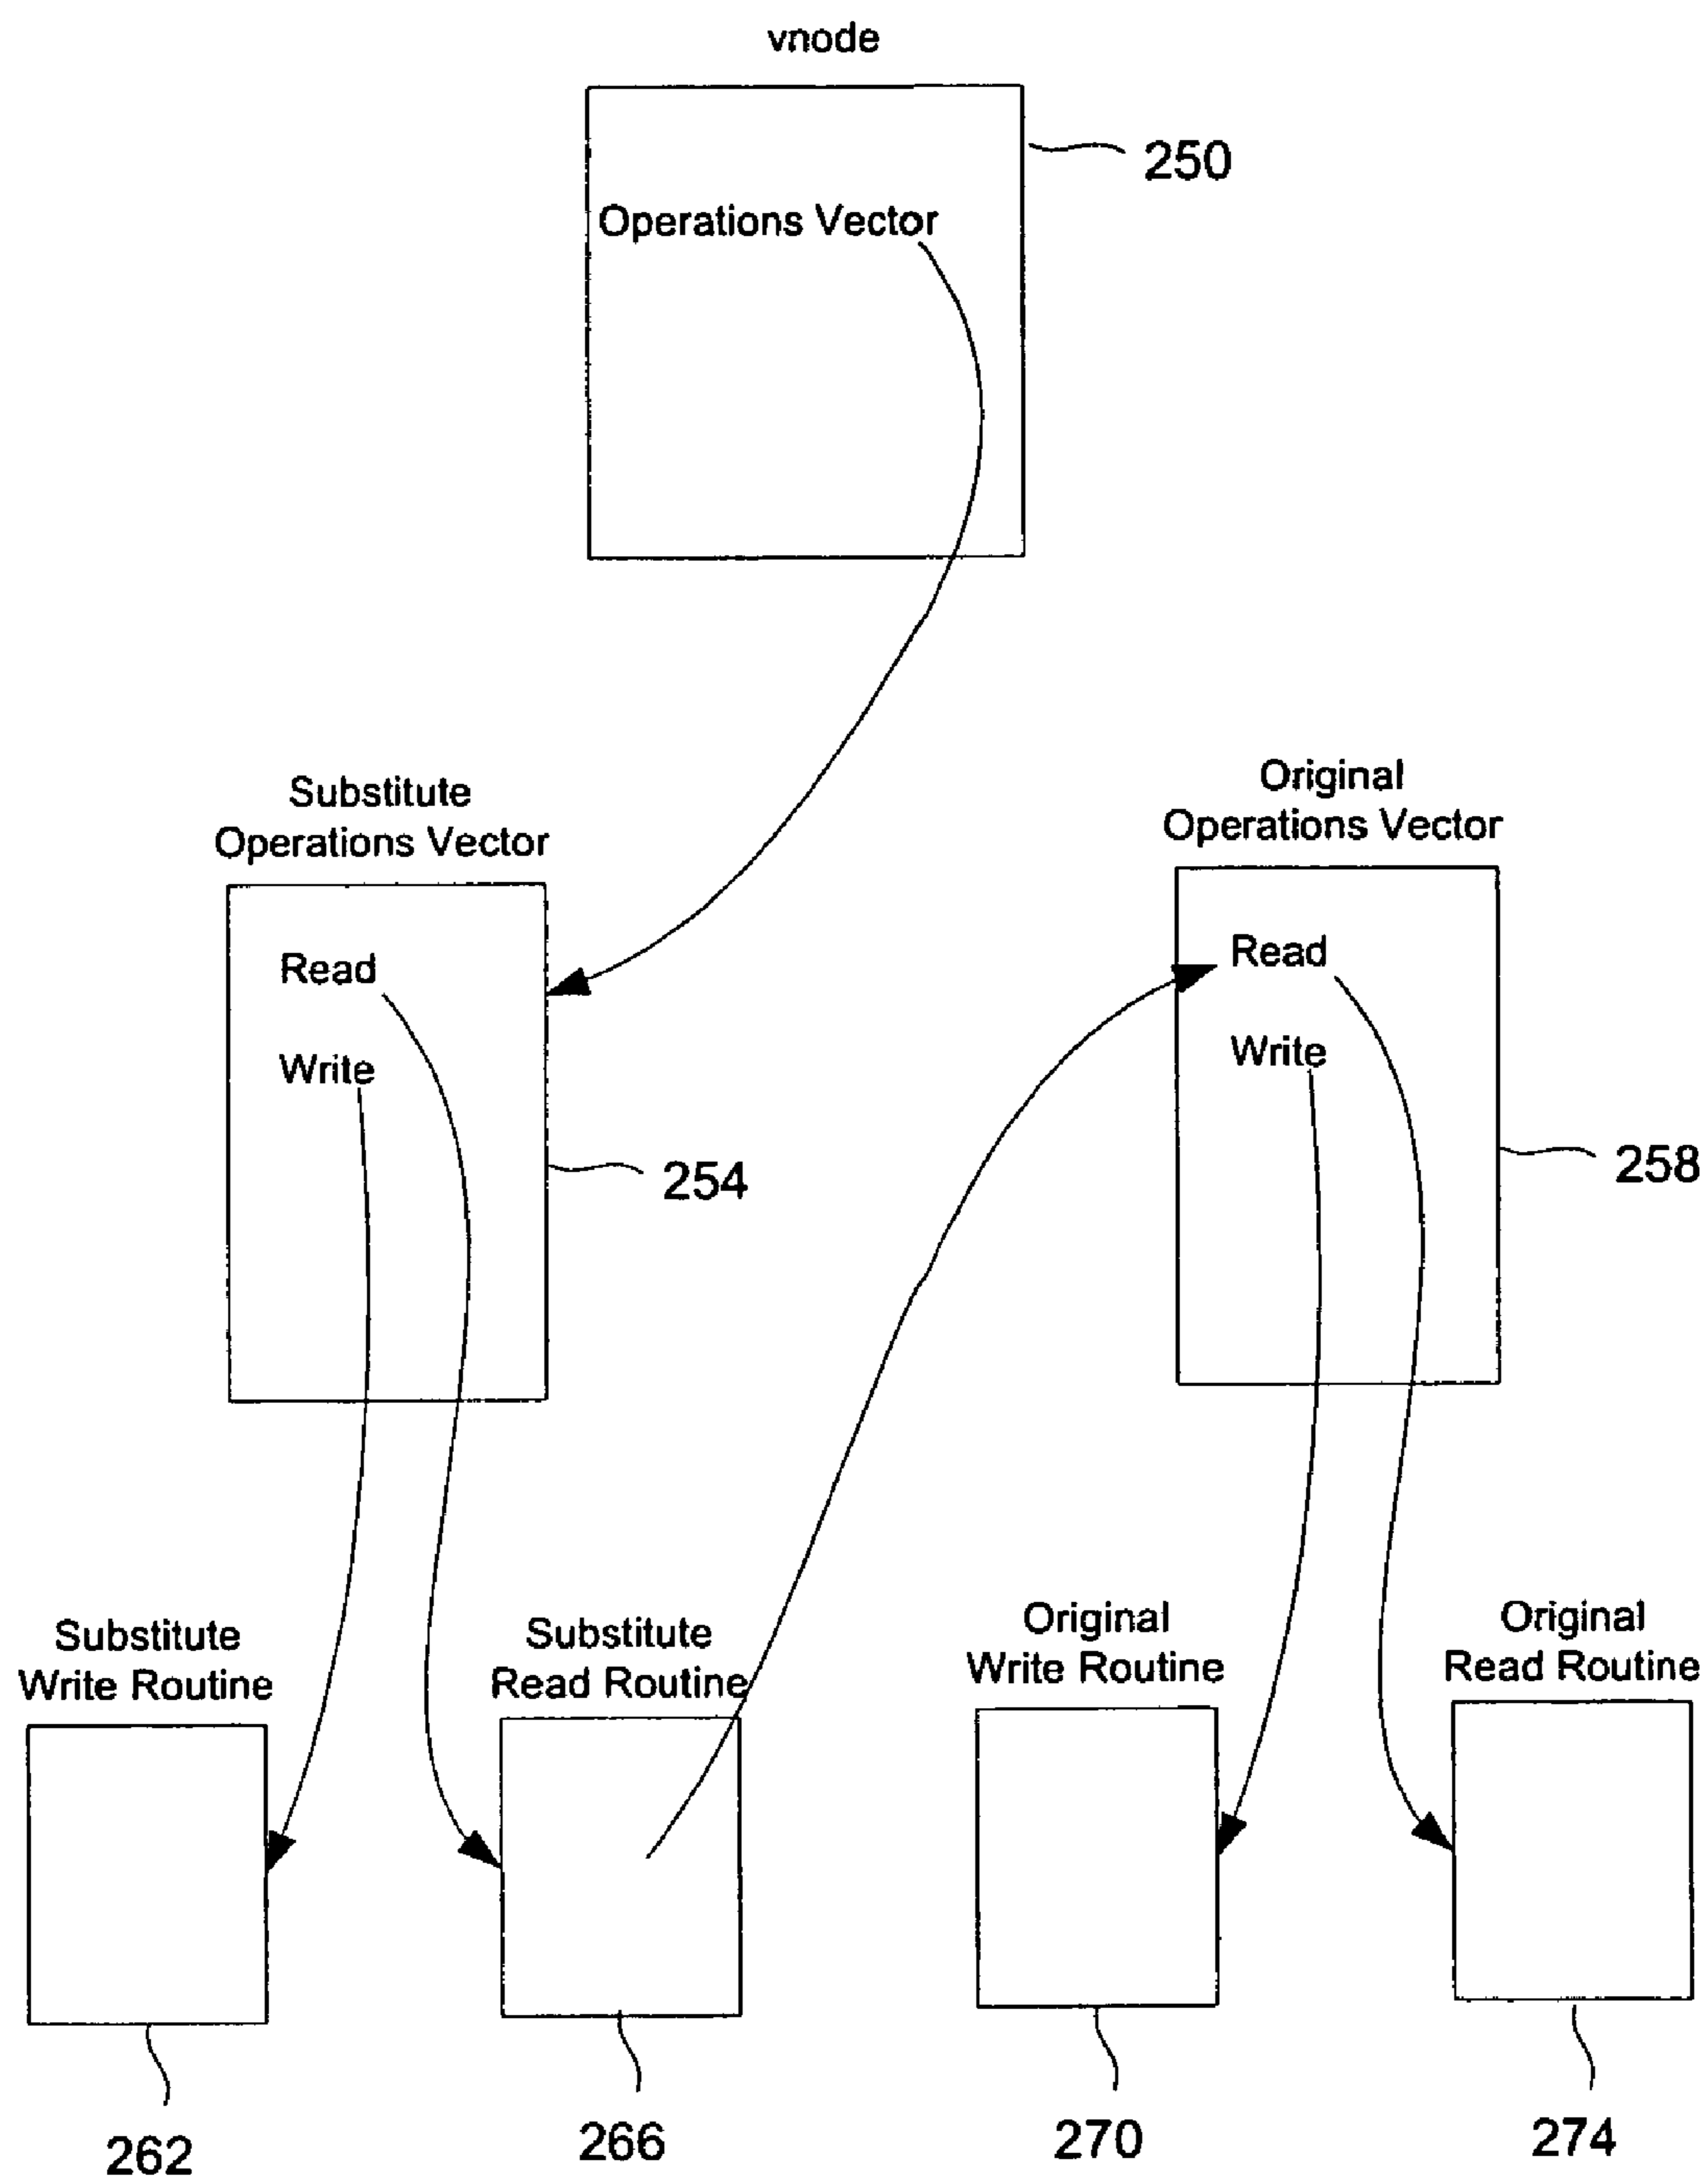 vnode
250
Operations Vector
Substitute
Operations Vector
Original
Operations Vector
Read
Write
254
Read
Write
258
Substitute
Write Routine
Substitute
Read Routine
Original
Write Routine
Original
Read Routine
262
266
270
274